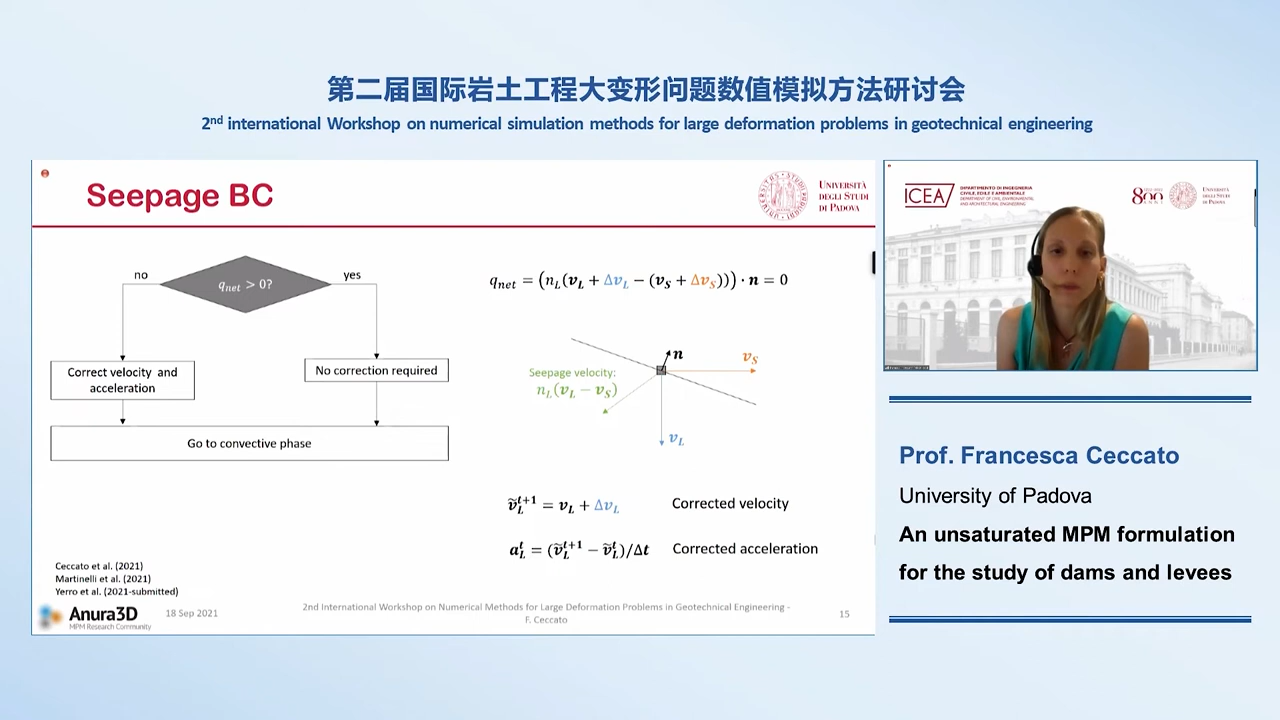 第二届国际岩土工程大变形问题数值模拟方法研讨会
2nd international Workshop on numerical simulation methods for large deformation problems in geotechnical engineering
Seepage BC
UNIVERSITÀ
DEGLI STUDI
DI PADOVA
no
q_net > 0?
yes
Correct velocity and
acceleration
No correction required
Go to convective phase
q_net = (n_L(v_L + Δv_L − (v_S + Δv_S))) · n = 0
n
v_S
Seepage velocity:
n_L(v_L − v_S)
v_L
ṽ_L^{t+1} = v_L + Δv_L
Corrected velocity
a_L^t = (ṽ_L^{t+1} − ṽ_L^t)/Δt
Corrected acceleration
Ceccato et al. (2021)
Martinelli et al. (2021)
Yerro et al. (2021-submitted)
Anura3D
MPM Research Community
18 Sep 2021
2nd International Workshop on Numerical Methods for Large Deformation Problems in Geotechnical Engineering -
F. Ceccato
15
ICEA
DIPARTIMENTO DI INGEGNERIA
CIVILE, EDILE E AMBIENTALE
DEPARTMENT OF CIVIL, ENVIRONMENTAL
AND ARCHITECTURAL ENGINEERING
800
ANNI
UNIVERSITÀ
DEGLI STUDI
DI PADOVA
Prof. Francesca Ceccato
University of Padova
An unsaturated MPM formulation
for the study of dams and levees